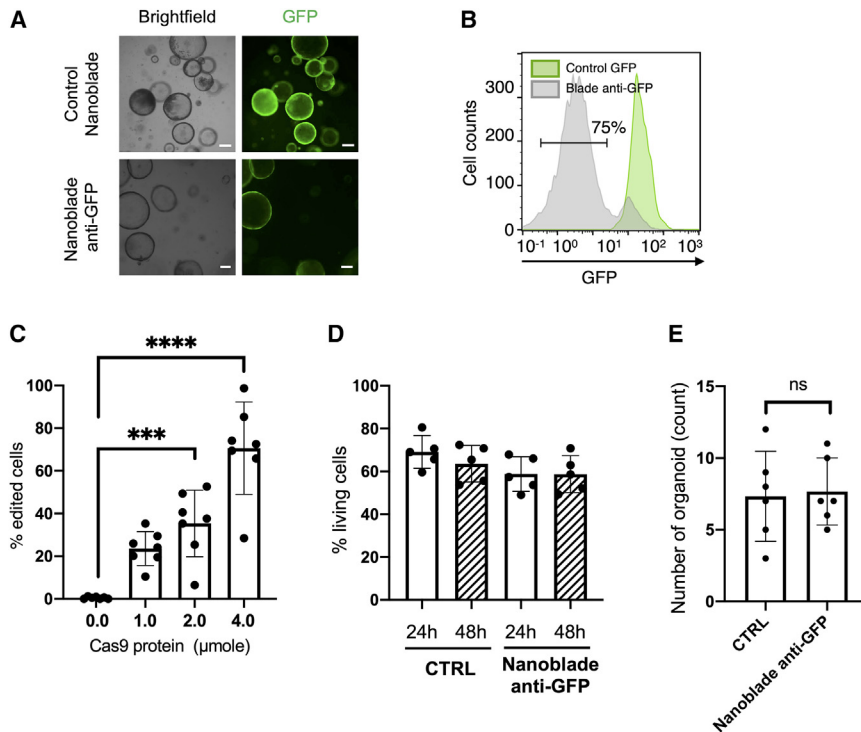 A
Brightfield
GFP
Control
Nanoblade
Nanoblade
anti-GFP
B
Control GFP
Blade anti-GFP
75%
Cell counts
300
200
100
0
10-1
100
101
102
103
GFP
C
****
***
% edited cells
100
80
60
40
20
0
0.0
1.0
2.0
4.0
Cas9 protein (µmole)
D
% living cells
100
80
60
40
20
0
24h
48h
24h
48h
CTRL
Nanoblade
anti-GFP
E
ns
Number of organoid (count)
15
10
5
0
CTRL
Nanoblade anti-GFP